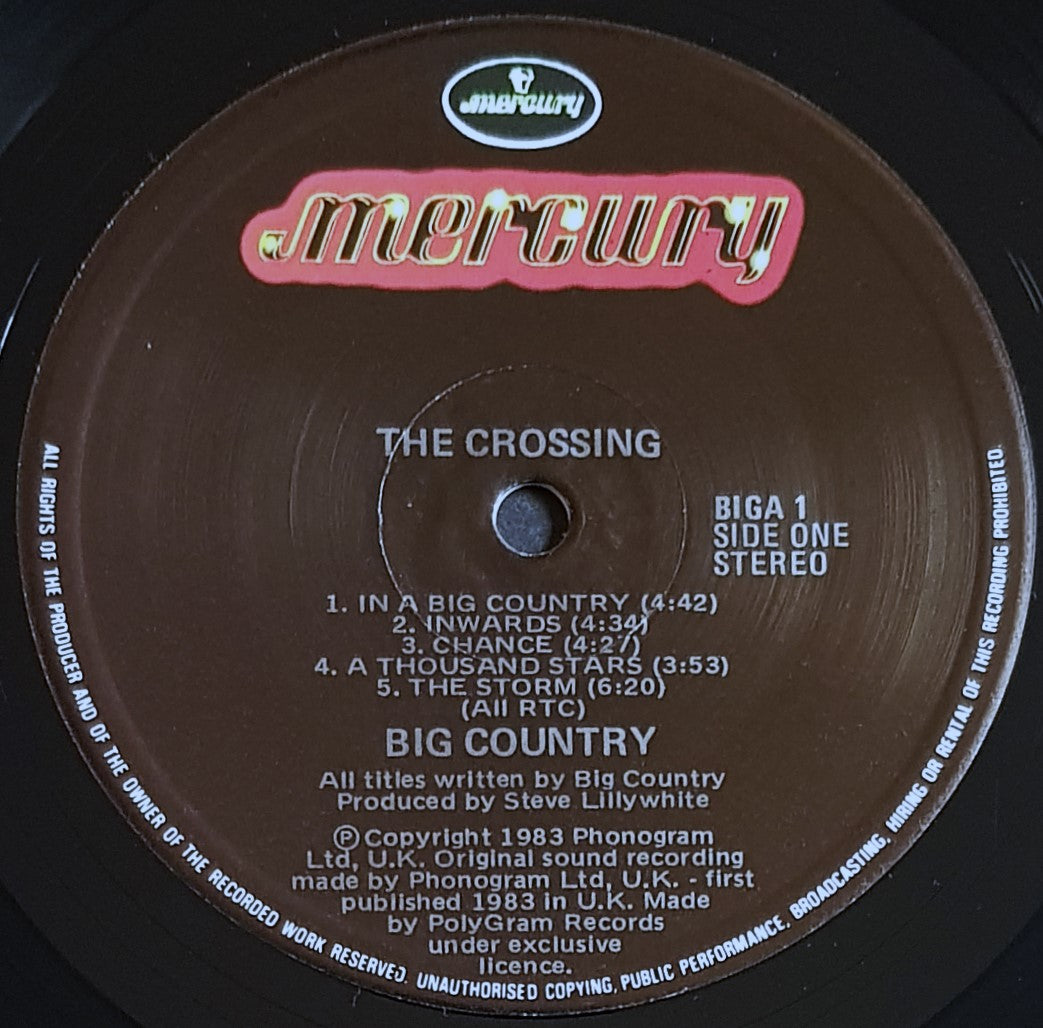 mercury
mercury
THE CROSSING
BIGA 1
SIDE ONE
STEREO
1. IN A BIG COUNTRY (4:42)
2. INWARDS (4:34)
3. CHANCE (4:27)
4. A THOUSAND STARS (3:53)
5. THE STORM (6:20)
(All RTC)
BIG COUNTRY
All titles written by Big Country
Produced by Steve Lillywhite
Ⓟ Copyright 1983 Phonogram
Ltd, U.K. Original sound recording
made by Phonogram Ltd, U.K. - first
published 1983 in U.K. Made
by PolyGram Records
under exclusive
licence.
ALL RIGHTS OF THE PRODUCER AND OF THE OWNER OF THE RECORDED WORK RESERVED. UNAUTHORISED COPYING, PUBLIC PERFORMANCE, BROADCASTING, HIRING OR RENTAL OF THIS RECORDING PROHIBITED.